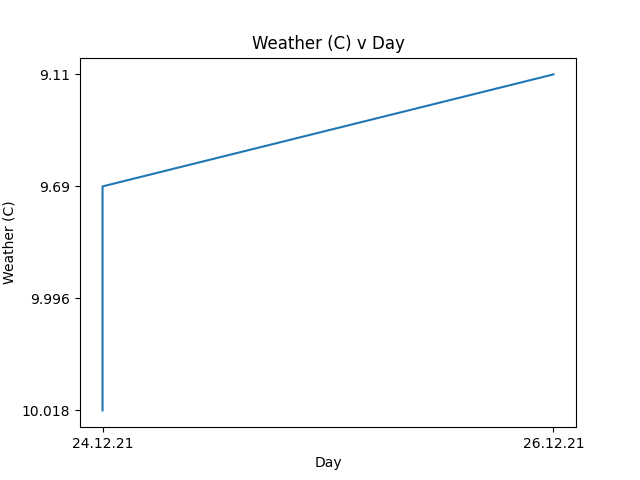 Weather (C) v Day
9.11
9.69
9.996
10.018
Weather (C)
24.12.21 26.12.21
Day